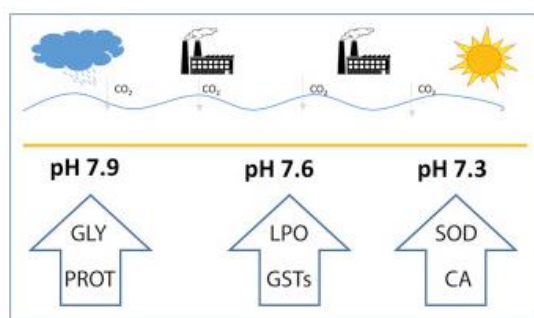 CO2 CO2 CO2 CO2
pH 7.9 pH 7.6 pH 7.3
GLY LPO SOD
PROT GSTs CA